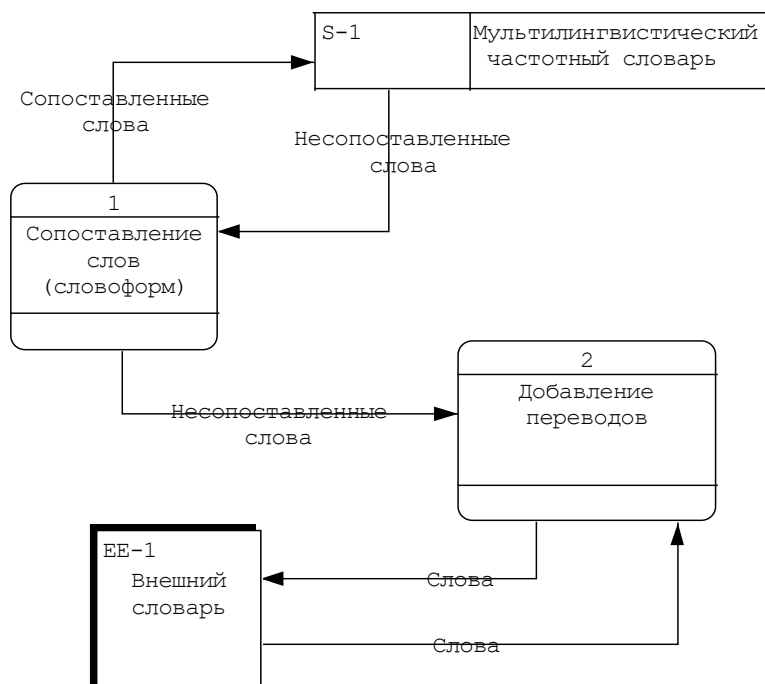 S-1
Мультилингвистический
частотный словарь
Сопоставленные
слова
Несопоставленные
слова
1
Сопоставление
слов
(словоформ)
2
Добавление
переводов
Несопоставленные
слова
EE-1
Внешний
словарь
Слова
Слова